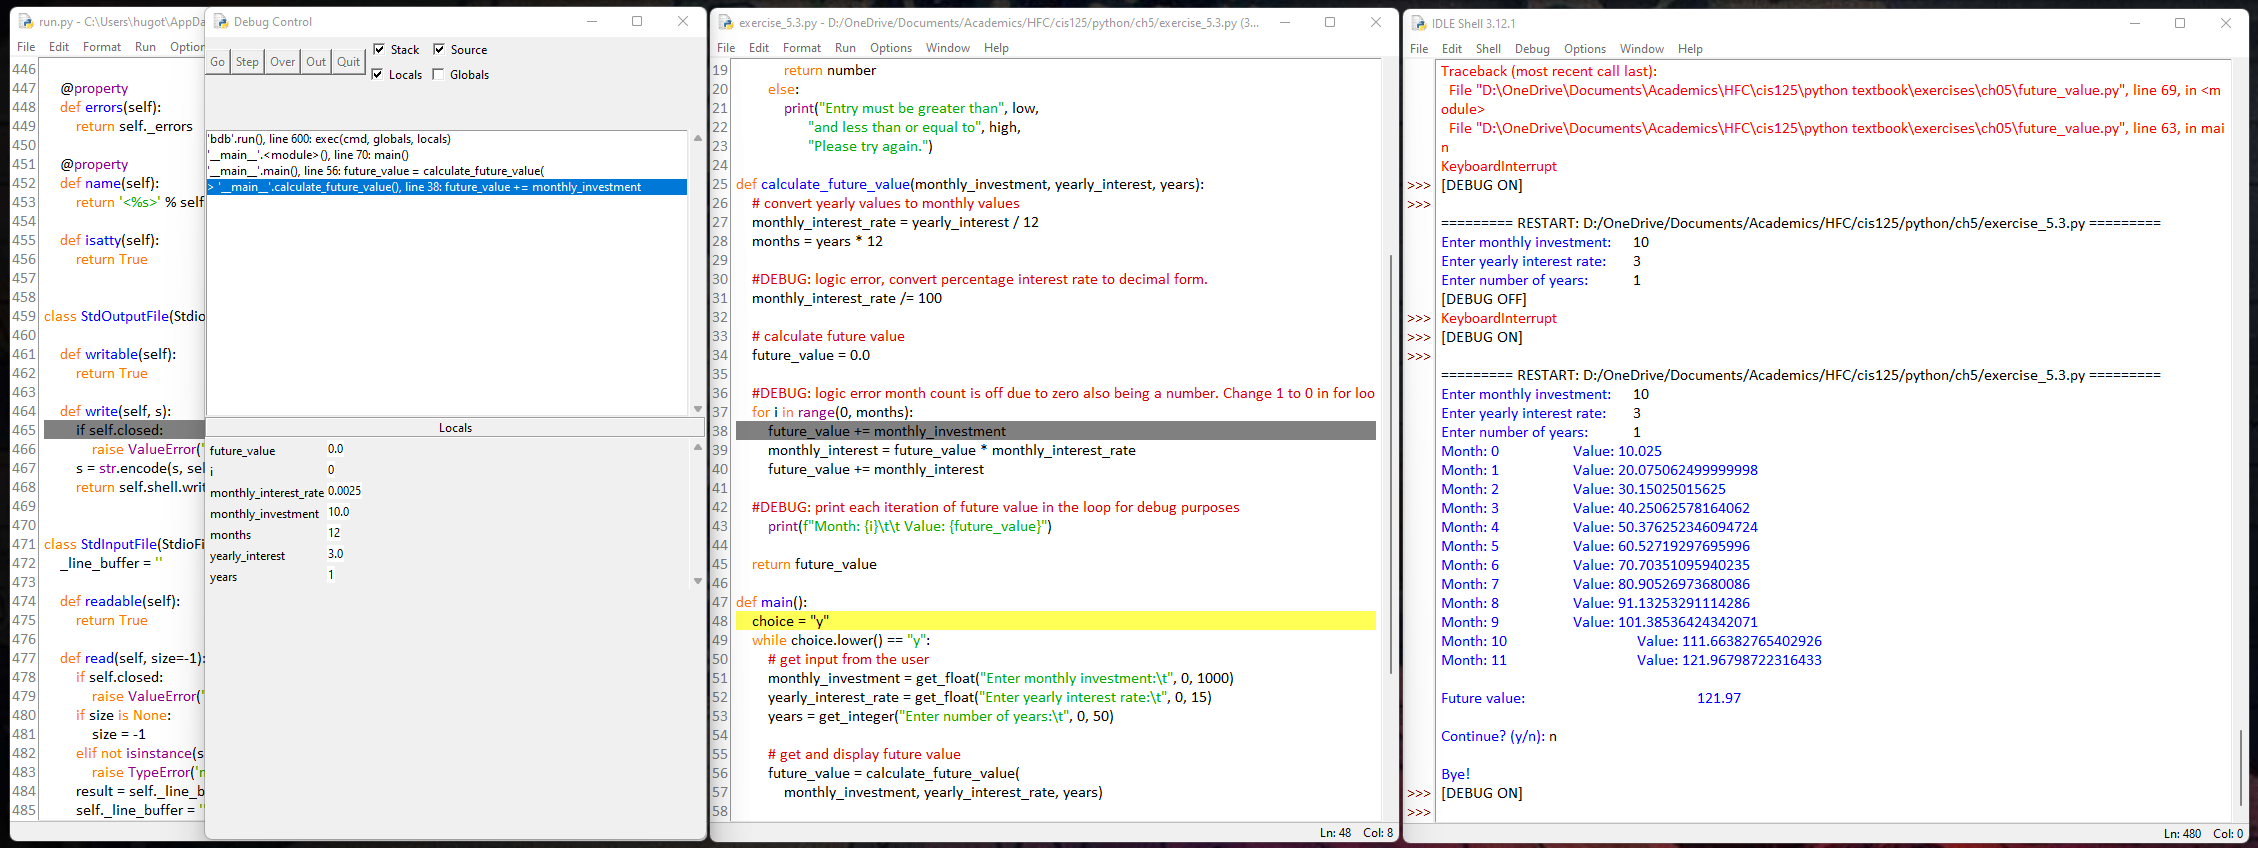 run.py - C:\Users\hugot\AppDa
File Edit Format Run Option
446
447 @property
448 def errors(self):
449 return self._errors
450
451 @property
452 def name(self):
453 return '<%s>' % self
454
455 def isatty(self):
456 return True
457
458
459 class StdOutputFile(Stdio
460
461 def writable(self):
462 return True
463
464 def write(self, s):
465 if self.closed:
466 raise ValueError("
467 s = str.encode(s, sel
468 return self.shell.writ
469
470
471 class StdInputFile(StdioFi
472 _line_buffer = ''
473
474 def readable(self):
475 return True
476
477 def read(self, size=-1):
478 if self.closed:
479 raise ValueError("
480 if size is None:
481 size = -1
482 elif not isinstance(s
483 raise TypeError('n
484 result = self._line_b
485 self._line_buffer = '
Debug Control
Go Step Over Out Quit
Stack Source
Locals Globals
'bdb'.run(), line 600: exec(cmd, globals, locals)
'__main__'.<module>(), line 70: main()
'__main__'.main(), line 56: future_value = calculate_future_value(
> '__main__'.calculate_future_value(), line 38: future_value += monthly_investment
Locals
future_value 0.0
i 0
monthly_interest_rate 0.0025
monthly_investment 10.0
months 12
yearly_interest 3.0
years 1
exercise_5.3.py - D:/OneDrive/Documents/Academics/HFC/cis125/python/ch5/exercise_5.3.py (3...
File Edit Format Run Options Window Help
19 return number
20 else:
21 print("Entry must be greater than", low,
22 "and less than or equal to", high,
23 "Please try again.")
24
25 def calculate_future_value(monthly_investment, yearly_interest, years):
26 # convert yearly values to monthly values
27 monthly_interest_rate = yearly_interest / 12
28 months = years * 12
29
30 #DEBUG: logic error, convert percentage interest rate to decimal form.
31 monthly_interest_rate /= 100
32
33 # calculate future value
34 future_value = 0.0
35
36 #DEBUG: logic error month count is off due to zero also being a number. Change 1 to 0 in for loo
37 for i in range(0, months):
38 future_value += monthly_investment
39 monthly_interest = future_value * monthly_interest_rate
40 future_value += monthly_interest
41
42 #DEBUG: print each iteration of future value in the loop for debug purposes
43 print(f"Month: {i}\t\t Value: {future_value}")
44
45 return future_value
46
47 def main():
48 choice = "y"
49 while choice.lower() == "y":
50 # get input from the user
51 monthly_investment = get_float("Enter monthly investment:\t", 0, 1000)
52 yearly_interest_rate = get_float("Enter yearly interest rate:\t", 0, 15)
53 years = get_integer("Enter number of years:\t", 0, 50)
54
55 # get and display future value
56 future_value = calculate_future_value(
57 monthly_investment, yearly_interest_rate, years)
58
Ln: 48 Col: 8
IDLE Shell 3.12.1
File Edit Shell Debug Options Window Help
Traceback (most recent call last):
File "D:\OneDrive\Documents\Academics\HFC\cis125\python textbook\exercises\ch05\future_value.py", line 69, in <m
odule>
File "D:\OneDrive\Documents\Academics\HFC\cis125\python textbook\exercises\ch05\future_value.py", line 63, in mai
n
KeyboardInterrupt
>>> [DEBUG ON]
>>>
========= RESTART: D:/OneDrive/Documents/Academics/HFC/cis125/python/ch5/exercise_5.3.py =========
Enter monthly investment: 10
Enter yearly interest rate: 3
Enter number of years: 1
[DEBUG OFF]
>>> KeyboardInterrupt
>>> [DEBUG ON]
>>>
========= RESTART: D:/OneDrive/Documents/Academics/HFC/cis125/python/ch5/exercise_5.3.py =========
Enter monthly investment: 10
Enter yearly interest rate: 3
Enter number of years: 1
Month: 0 Value: 10.025
Month: 1 Value: 20.075062499999998
Month: 2 Value: 30.15025015625
Month: 3 Value: 40.25062578164062
Month: 4 Value: 50.376252346094724
Month: 5 Value: 60.52719297695996
Month: 6 Value: 70.70351095940235
Month: 7 Value: 80.90526973680086
Month: 8 Value: 91.13253291114286
Month: 9 Value: 101.38536424342071
Month: 10 Value: 111.66382765402926
Month: 11 Value: 121.96798722316433
Future value: 121.97
Continue? (y/n): n
Bye!
>>> [DEBUG ON]
>>>
Ln: 480 Col: 0